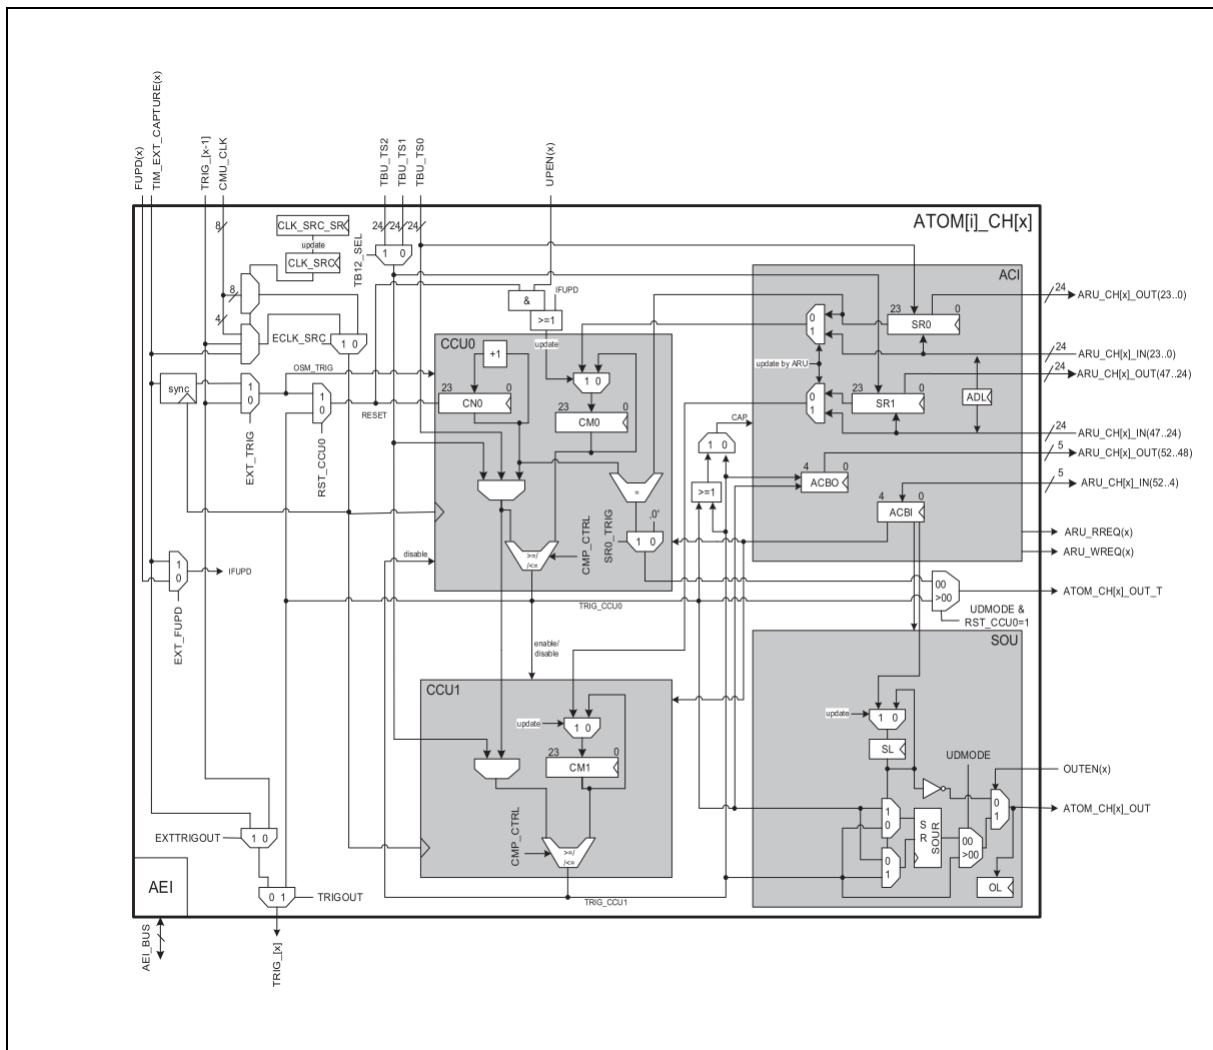 FUPD(x)
TIM_EXT_CAPTURE(x)
TRIG_[x-1]
CMU_CLK
TBU_TS2
TBU_TS1
TBU_TS0
UPEN(x)
ATOM[i]_CH[x]
8
CLK_SRC_SR
update
CLK_SRC
24
24
24
TB12_SEL
1 0
8
4
ECLK_SRC
1 0
&
IFUPD
>=1
update
ACI
23 0
SR0
24
ARU_CH[x]_OUT(23..0)
0
1
24
ARU_CH[x]_IN(23..0)
update by ARU
24
ARU_CH[x]_OUT(47..24)
CCU0
+1
OSM_TRIG
sync
1
0
1
0
RESET
23 0
CN0
1 0
23 0
CM0
0
1
23 0
SR1
ADL
24
ARU_CH[x]_IN(47..24)
CAP
1 0
5
ARU_CH[x]_OUT(52..48)
EXT_TRIG
RST_CCU0
4 0
ACBO
5
ARU_CH[x]_IN(52..4)
>=1
4 0
ACBI
=
SR0_TRIG
‚0'
1 0
CMP_CTRL
>=/
/<=
ARU_RREQ(x)
ARU_WREQ(x)
disable
1
0
IFUPD
EXT_FUPD
TRIG_CCU0
00
>00
ATOM_CH[x]_OUT_T
UDMODE &
RST_CCU0=1
SOU
enable/
disable
CCU1
update
1 0
23 0
CM1
CMP_CTRL
>=/
/<=
TRIG_CCU1
update
1 0
SL
UDMODE
OUTEN(x)
1
0
0
1
S
R
SOUR
00
>00
0
1
ATOM_CH[x]_OUT
OL
EXTTRIGOUT
1 0
0 1
TRIGOUT
AEI
AEI_BUS
TRIG_[x]